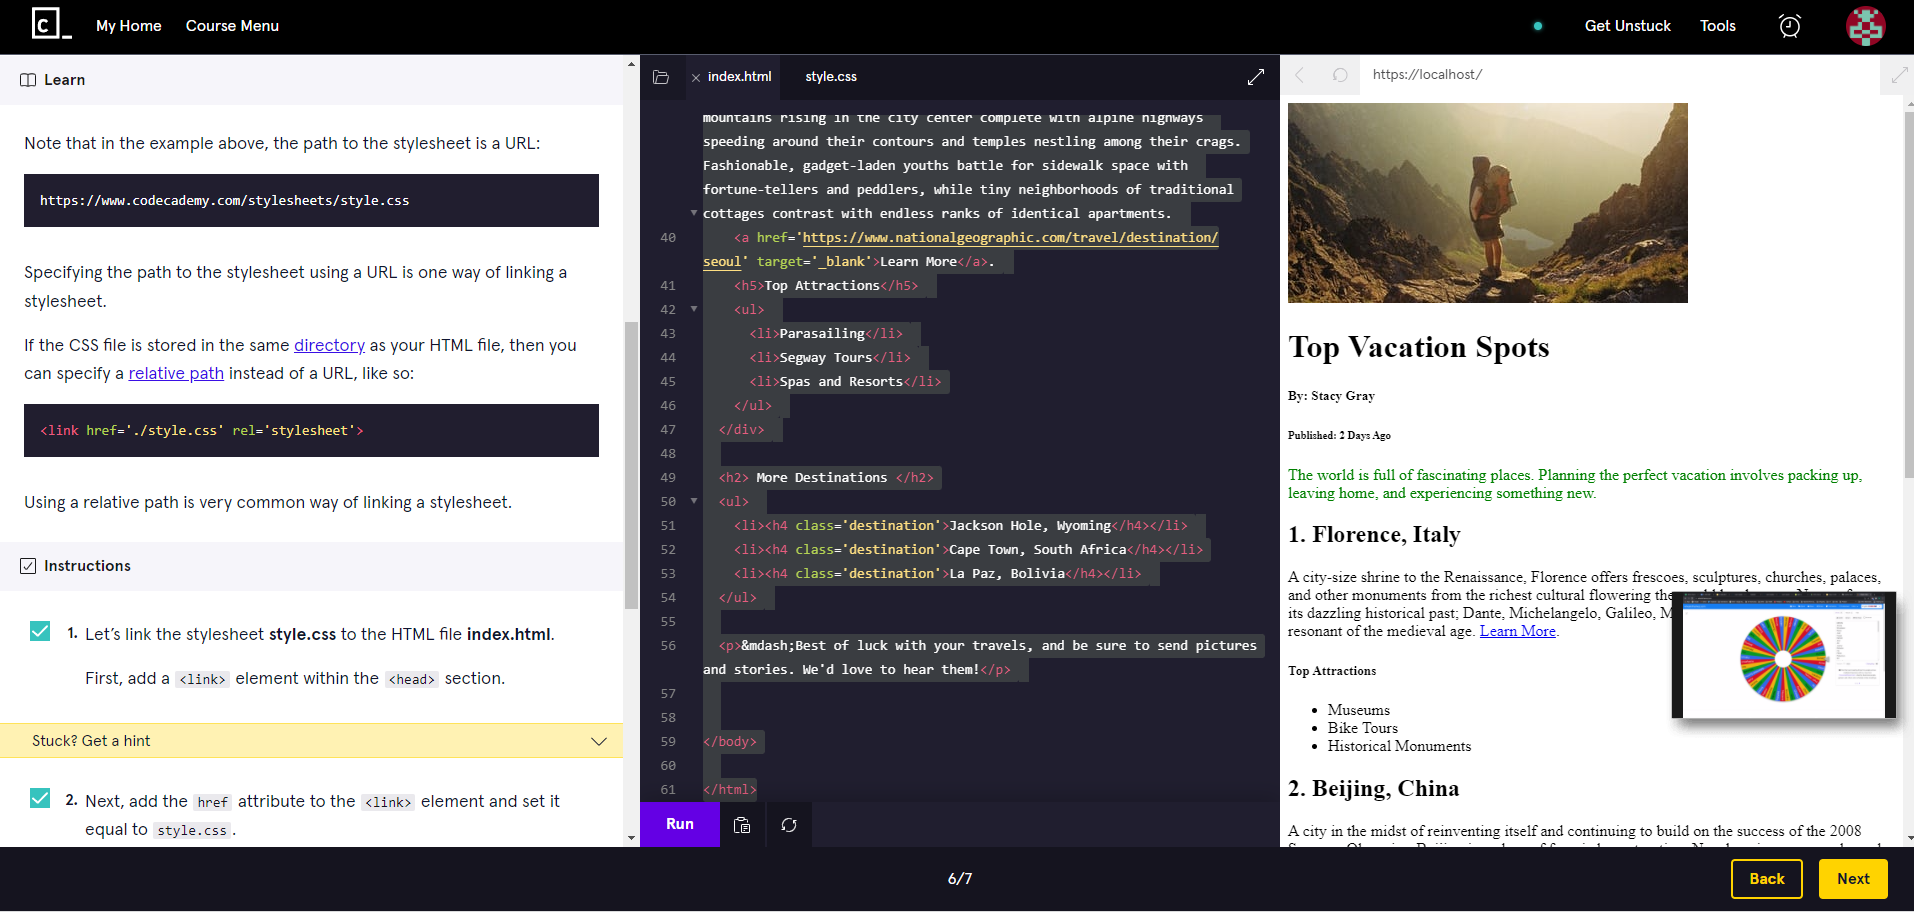 C_
My Home
Course Menu
Get Unstuck
Tools
Learn
Note that in the example above, the path to the stylesheet is a URL:
https://www.codecademy.com/stylesheets/style.css
Specifying the path to the stylesheet using a URL is one way of linking a
stylesheet.
If the CSS file is stored in the same directory as your HTML file, then you
can specify a relative path instead of a URL, like so:
<link href='./style.css' rel='stylesheet'>
Using a relative path is very common way of linking a stylesheet.
Instructions
1. Let’s link the stylesheet style.css to the HTML file index.html.
First, add a <link> element within the <head> section.
Stuck? Get a hint
2. Next, add the href attribute to the <link> element and set it
equal to style.css.
index.html
style.css
mountains rising in the city center complete with alpine highways
speeding around their contours and temples nestling among their crags.
Fashionable, gadget-laden youths battle for sidewalk space with
fortune-tellers and peddlers, while tiny neighborhoods of traditional
cottages contrast with endless ranks of identical apartments.
40 <a href='https://www.nationalgeographic.com/travel/destination/
seoul' target='_blank'>Learn More</a>.
41 <h5>Top Attractions</h5>
42 <ul>
43 <li>Parasailing</li>
44 <li>Segway Tours</li>
45 <li>Spas and Resorts</li>
46 </ul>
47 </div>
48
49 <h2> More Destinations </h2>
50 <ul>
51 <li><h4 class='destination'>Jackson Hole, Wyoming</h4></li>
52 <li><h4 class='destination'>Cape Town, South Africa</h4></li>
53 <li><h4 class='destination'>La Paz, Bolivia</h4></li>
54 </ul>
55
56 <p>&mdash;Best of luck with your travels, and be sure to send pictures
and stories. We'd love to hear them!</p>
57
58
59 </body>
60
61 </html>
Run
https://localhost/
Top Vacation Spots
By: Stacy Gray
Published: 2 Days Ago
The world is full of fascinating places. Planning the perfect vacation involves packing up,
leaving home, and experiencing something new.
1. Florence, Italy
A city-size shrine to the Renaissance, Florence offers frescoes, sculptures, churches, palaces,
and other monuments from the richest cultural flowering the
its dazzling historical past; Dante, Michelangelo, Galileo,
resonant of the medieval age. Learn More.
Top Attractions
Museums
Bike Tours
Historical Monuments
2. Beijing, China
A city in the midst of reinventing itself and continuing to build on the success of the 2008
6/7
Back
Next